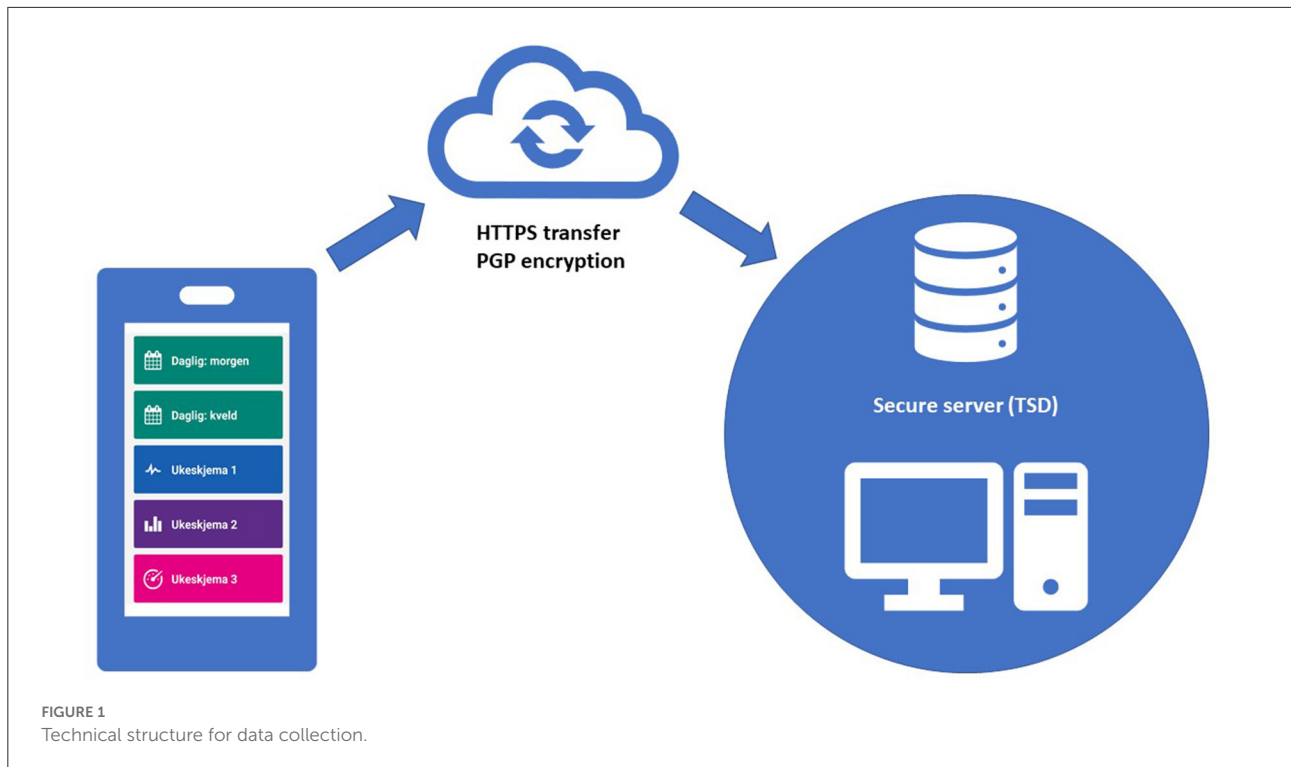 HTTPS transfer
PGP encryption
Daglig: morgen
Daglig: kveld
Ukeskjema 1
Ukeskjema 2
Ukeskjema 3
Secure server (TSD)
FIGURE 1
Technical structure for data collection.